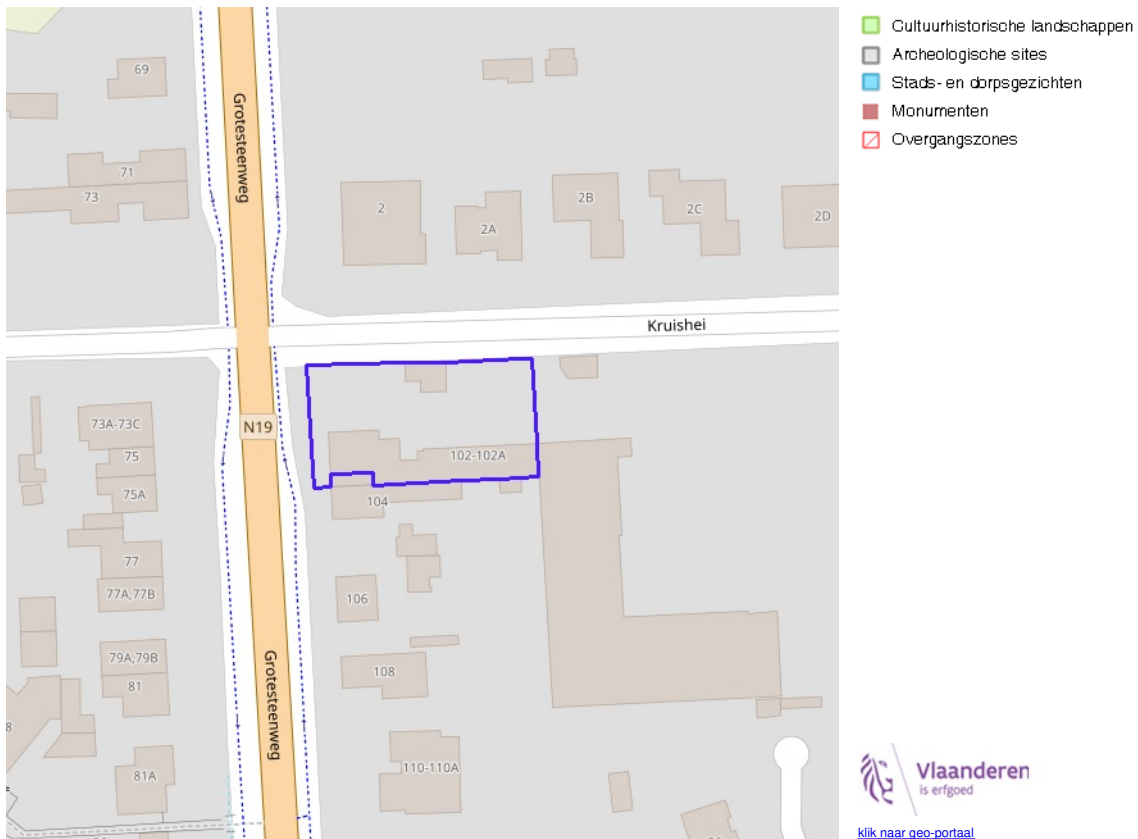 Cultuurhistorische landschappen
Archeologische sites
Stads- en dorpsgezichten
Monumenten
Overgangszones
69
Grotesteenweg
71
73
2
2A
2B
2C
2D
Kruishei
N19
73A-73C
75
75A
102-102A
104
77
77A,77B
106
79A,79B
81
108
Grotesteenweg
8
81A
110-110A
Vlaanderen
is erfgoed
klik naar geo-portaal